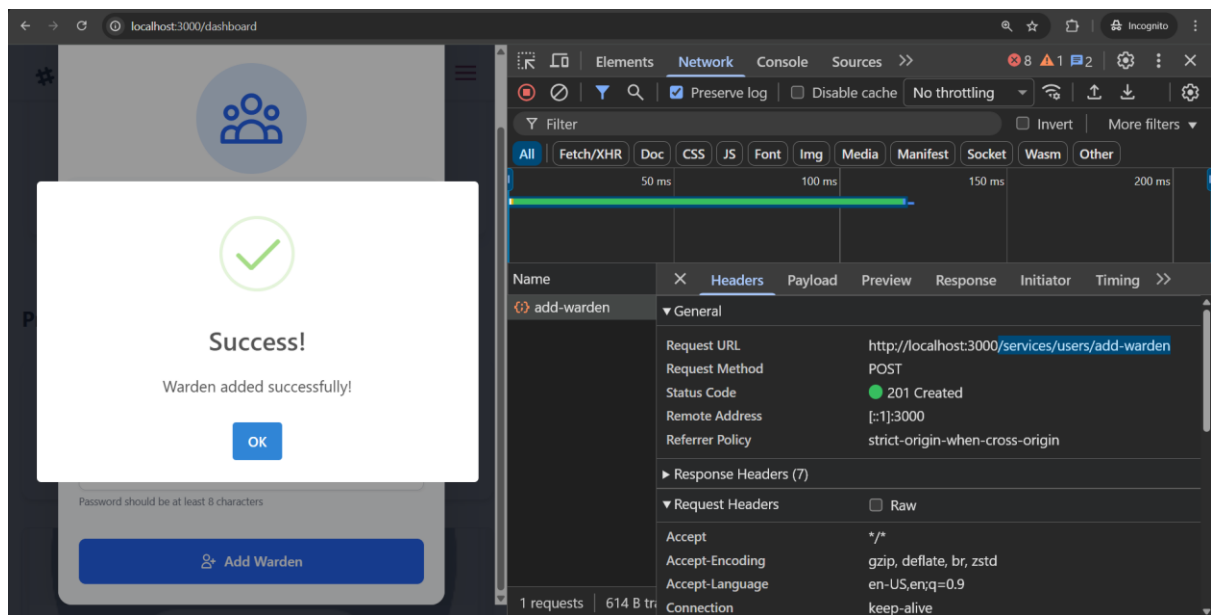 localhost:3000/dashboard
Incognito
#
P
Success!
Warden added successfully!
OK
Password should be at least 8 characters
Add Warden
Elements Network Console Sources 8 1 2
Preserve log Disable cache No throttling
Filter Invert More filters
All Fetch/XHR Doc CSS JS Font Img Media Manifest Socket Wasm Other
50 ms 100 ms 150 ms 200 ms
Name
add-warden
1 requests 614 B
Headers Payload Preview Response Initiator Timing
General
Request URL http://localhost:3000/services/users/add-warden
Request Method POST
Status Code 201 Created
Remote Address [::1]:3000
Referrer Policy strict-origin-when-cross-origin
Response Headers (7)
Request Headers Raw
Accept */*
Accept-Encoding gzip, deflate, br, zstd
Accept-Language en-US,en;q=0.9
Connection keep-alive